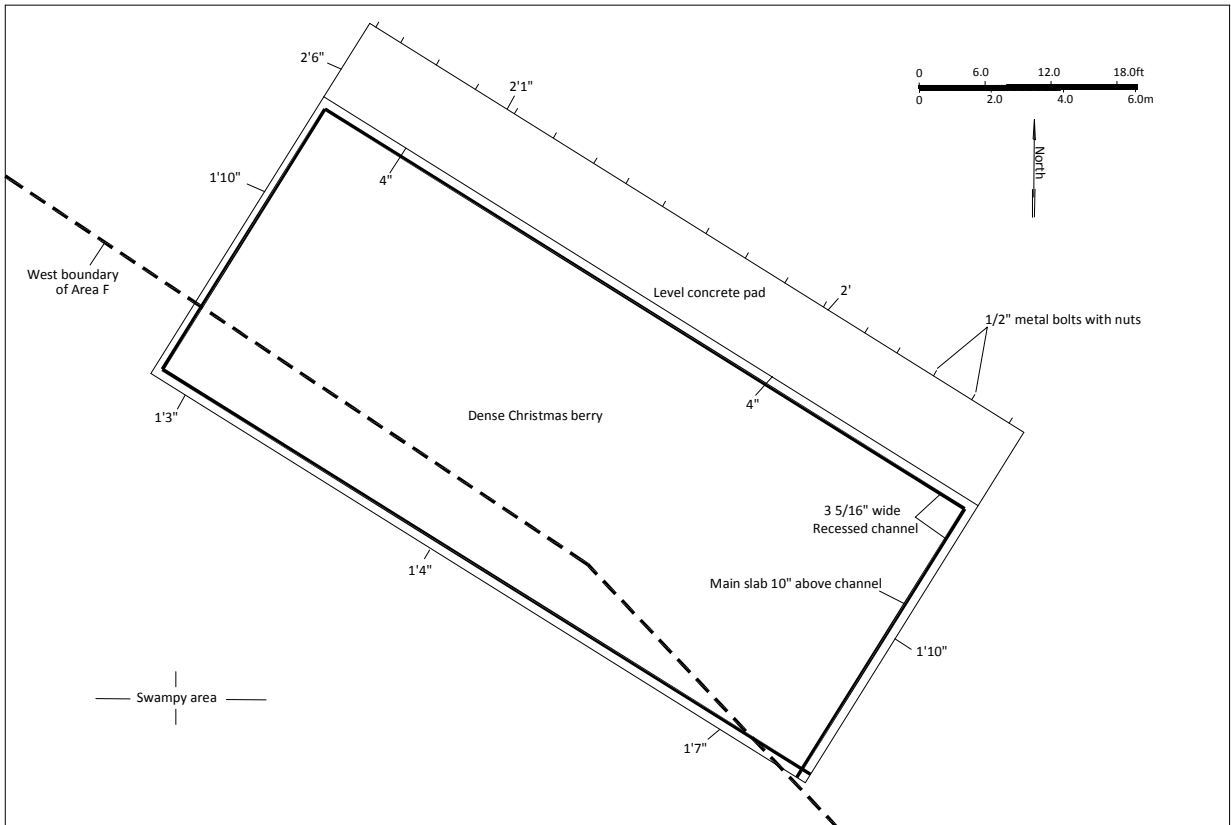 2'6"
2'1"
0 6.0 12.0 18.0ft
0 2.0 4.0 6.0m
North
1'10"
4"
West boundary
of Area F
Level concrete pad
2'
1/2" metal bolts with nuts
1'3"
Dense Christmas berry
4"
3 5/16" wide
Recessed channel
1'4"
Main slab 10" above channel
1'10"
Swampy area
1'7"